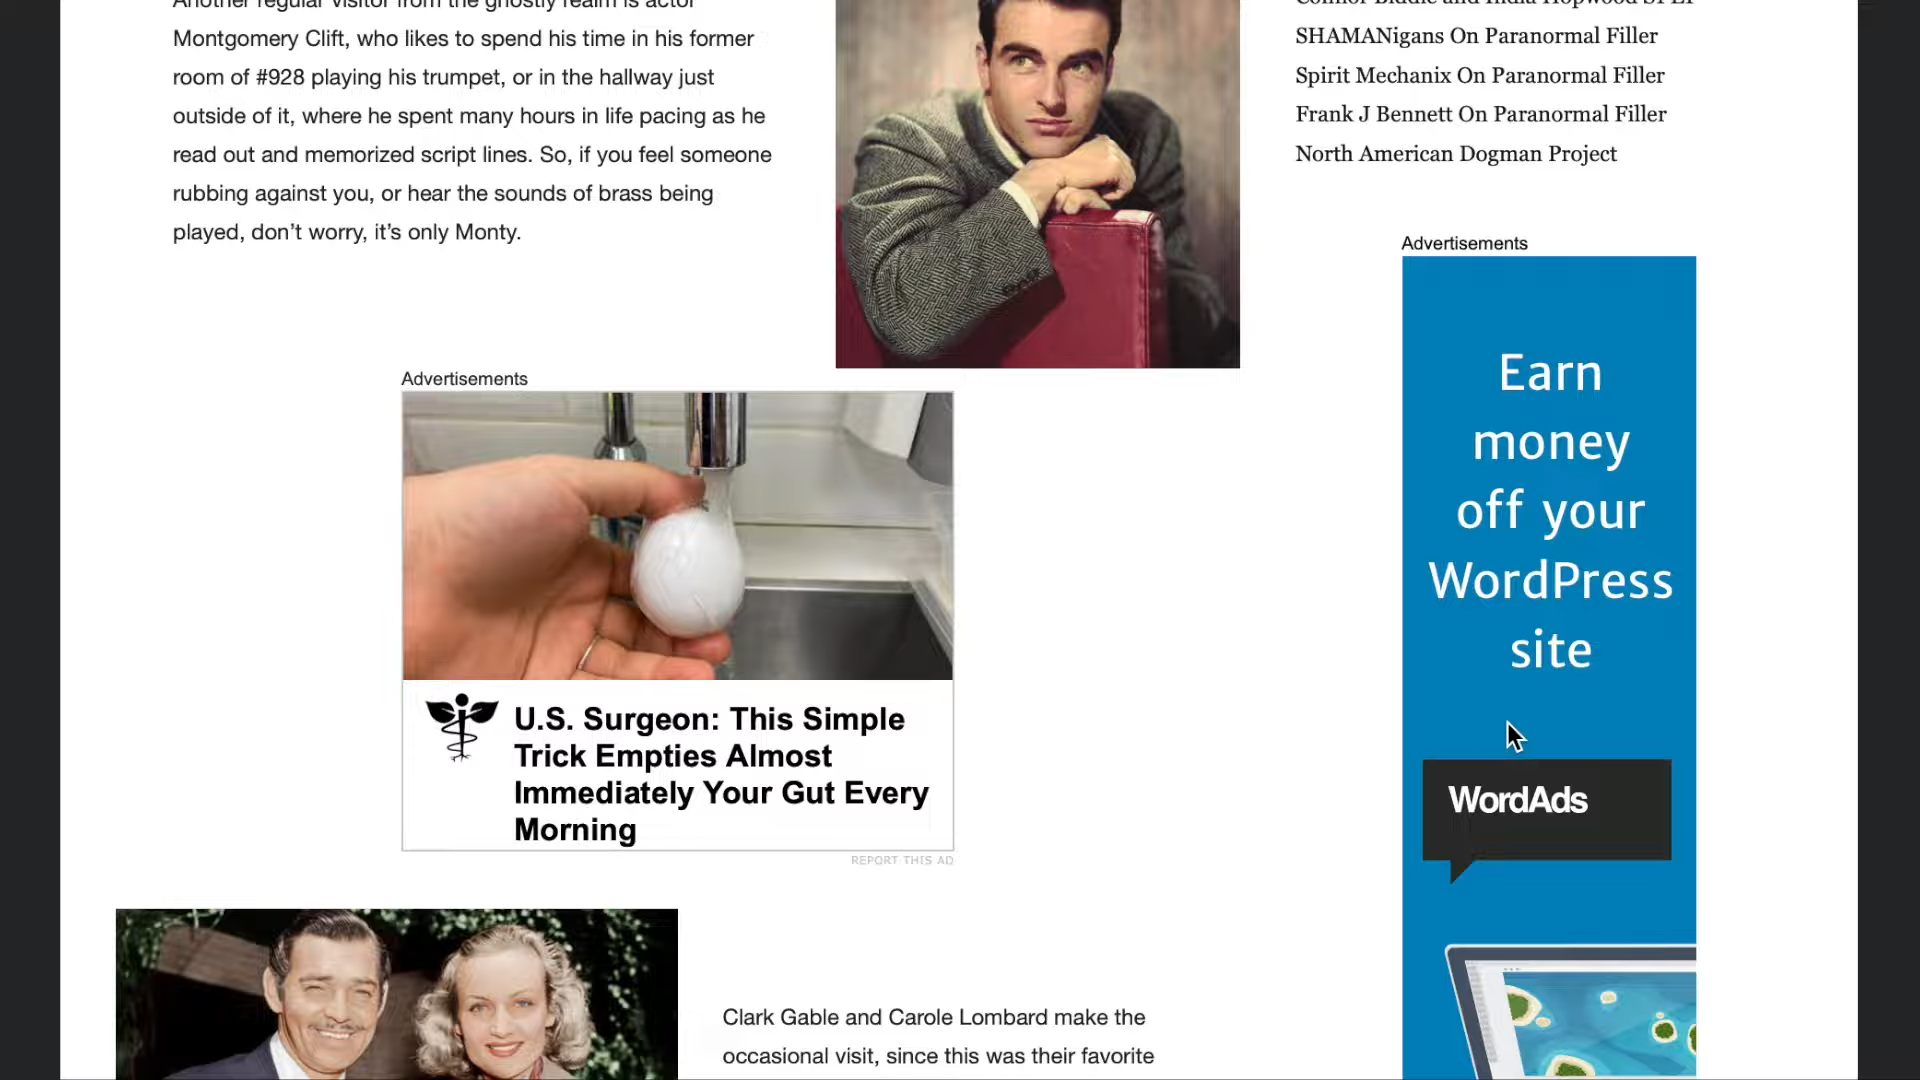 Another regular visitor from the ghostly realm is actor
Montgomery Clift, who likes to spend his time in his former
room of #928 playing his trumpet, or in the hallway just
outside of it, where he spent many hours in life pacing as he
read out and memorized script lines. So, if you feel someone
rubbing against you, or hear the sounds of brass being
played, don’t worry, it’s only Monty.
Advertisements
U.S. Surgeon: This Simple
Trick Empties Almost
Immediately Your Gut Every
Morning
REPORT THIS AD
Clark Gable and Carole Lombard make the
occasional visit, since this was their favorite
Connor Biddle and India Hopwood
SHAMANigans On Paranormal Filler
Spirit Mechanix On Paranormal Filler
Frank J Bennett On Paranormal Filler
North American Dogman Project
Advertisements
Earn
money
off your
WordPress
site
WordAds